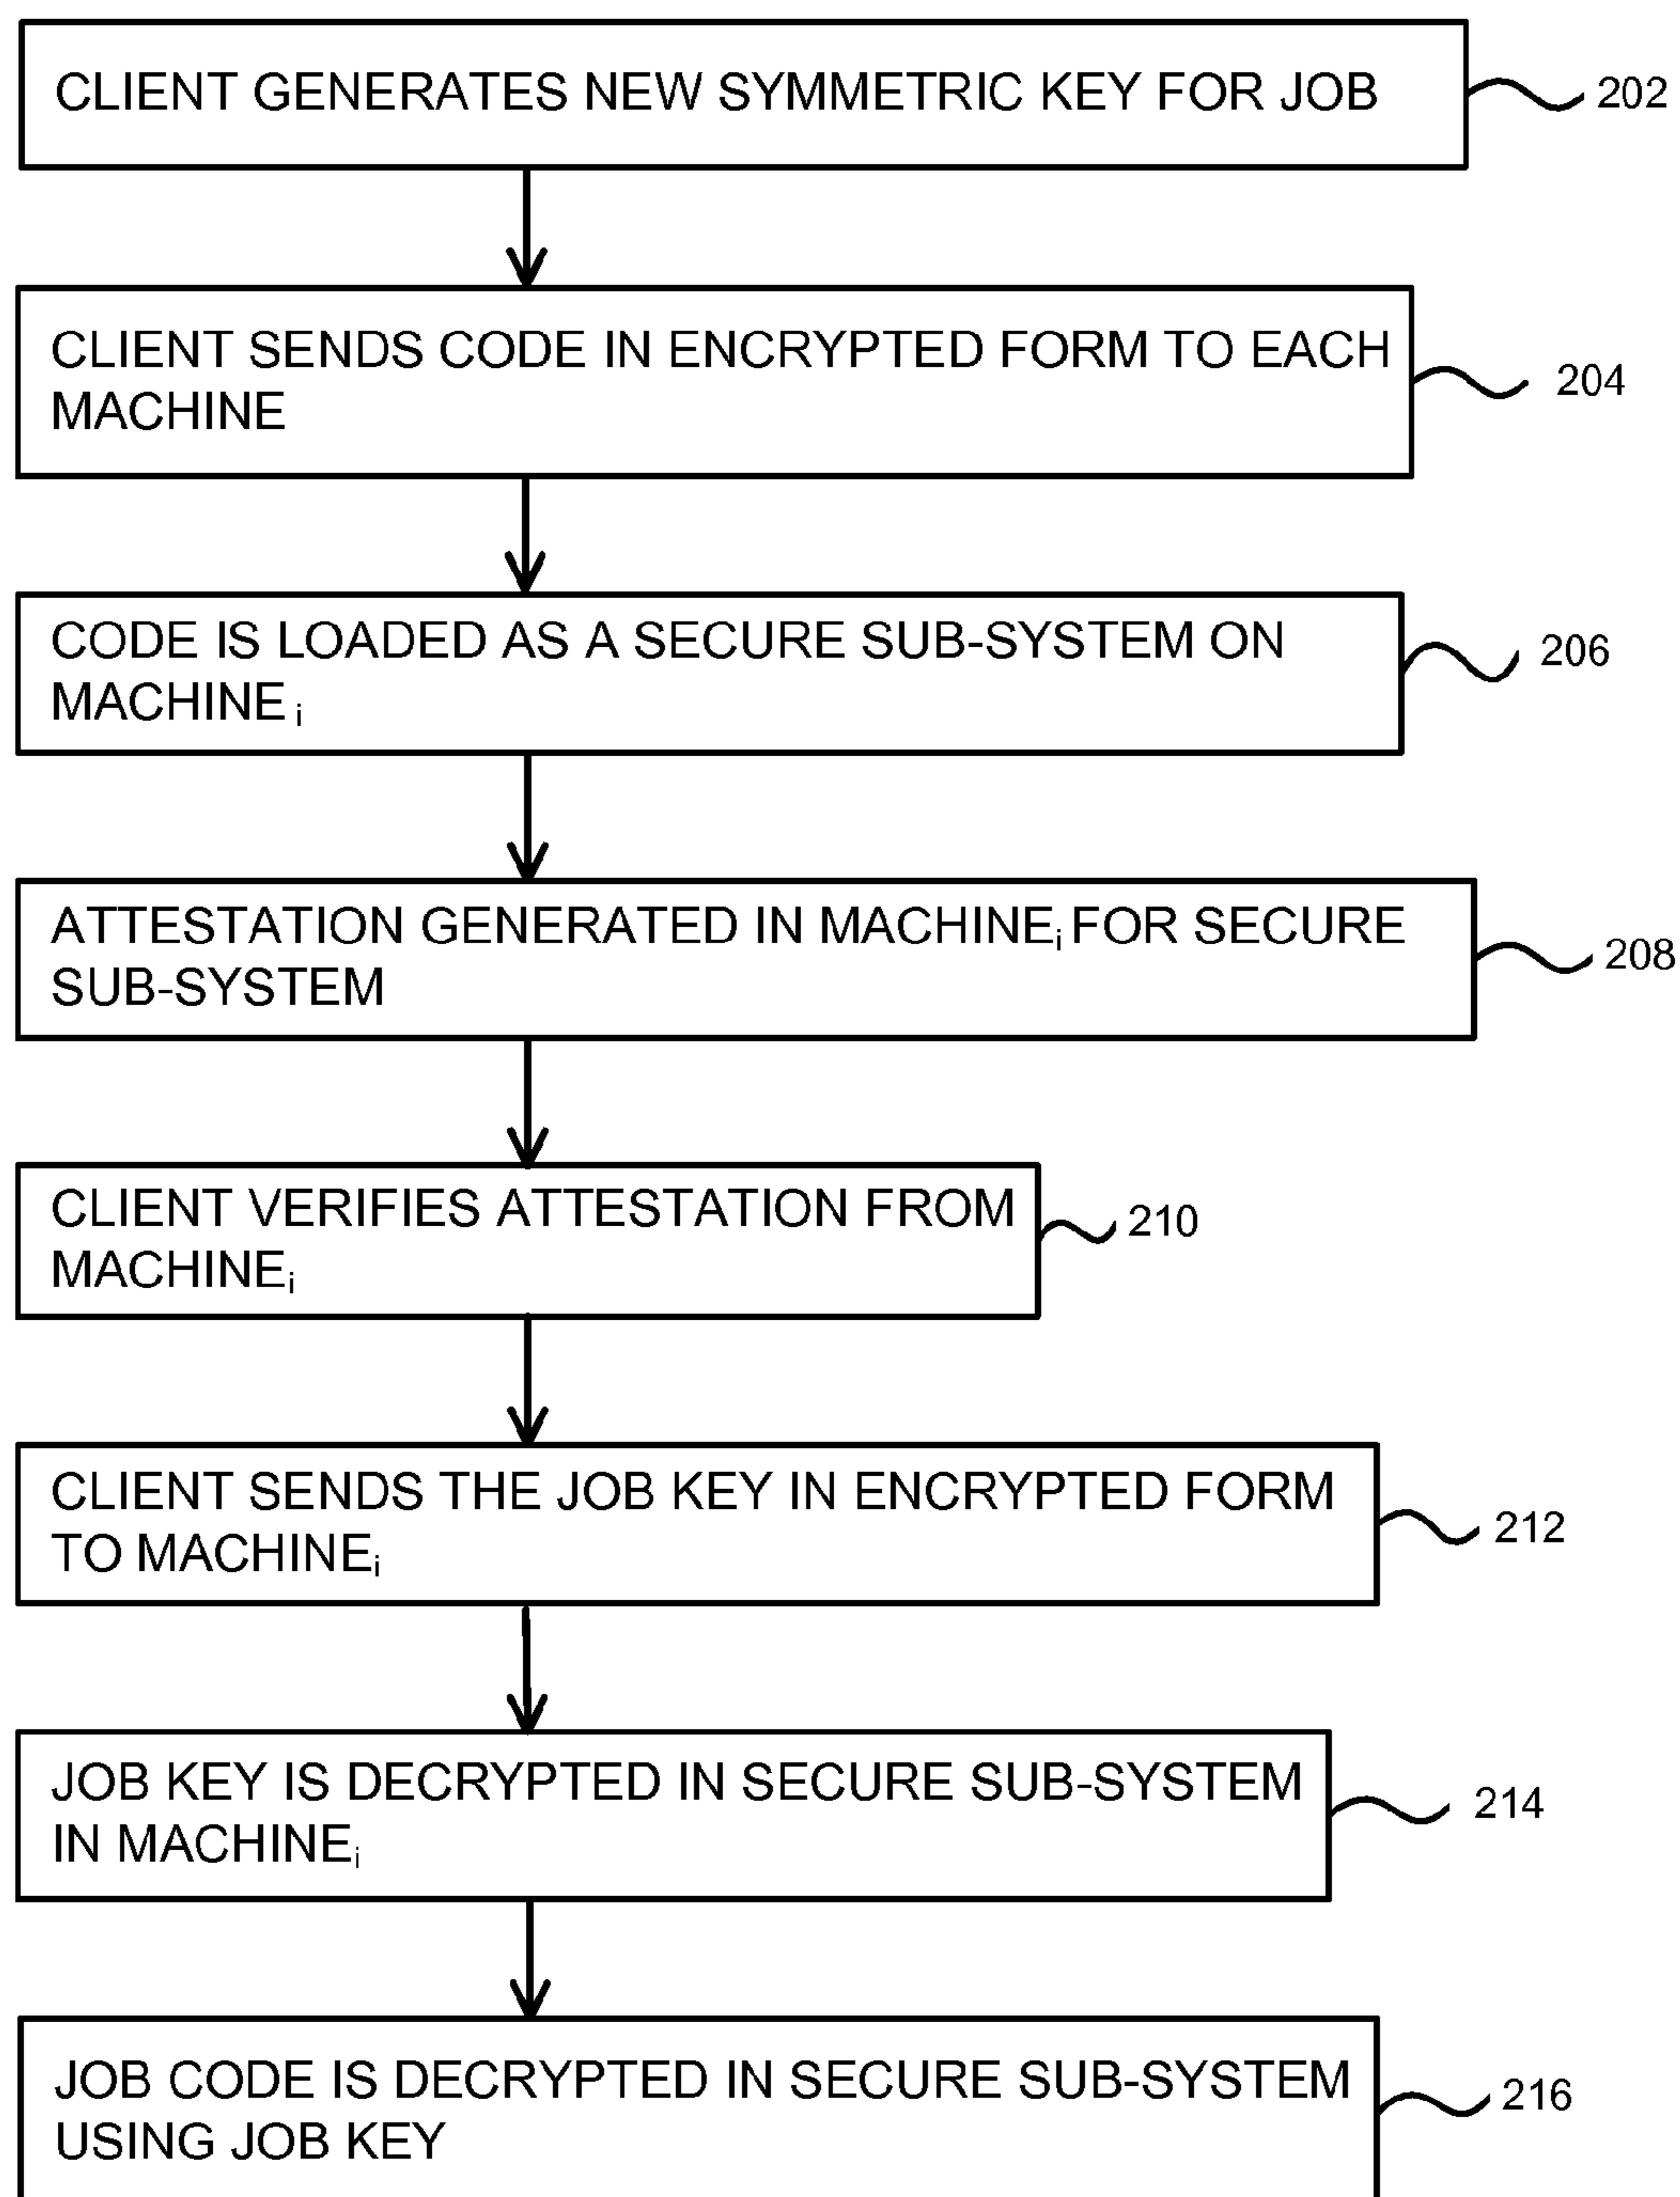 CLIENT GENERATES NEW SYMMETRIC KEY FOR JOB
202
CLIENT SENDS CODE IN ENCRYPTED FORM TO EACH
MACHINE
204
CODE IS LOADED AS A SECURE SUB-SYSTEM ON
MACHINE i
206
ATTESTATION GENERATED IN MACHINEi FOR SECURE
SUB-SYSTEM
208
CLIENT VERIFIES ATTESTATION FROM
MACHINEi
210
CLIENT SENDS THE JOB KEY IN ENCRYPTED FORM
TO MACHINEi
212
JOB KEY IS DECRYPTED IN SECURE SUB-SYSTEM
IN MACHINEi
214
JOB CODE IS DECRYPTED IN SECURE SUB-SYSTEM
USING JOB KEY
216